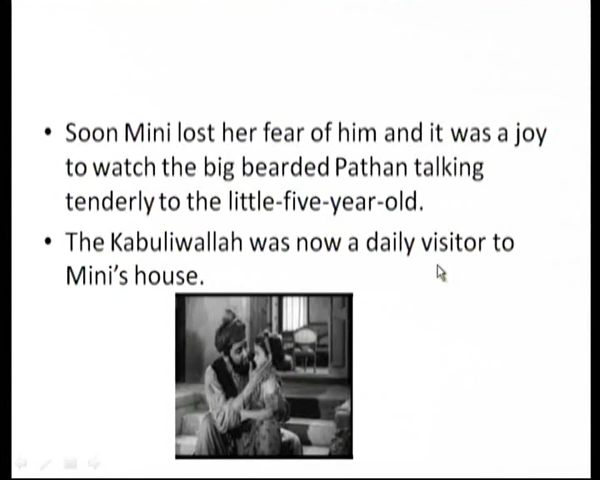 • Soon Mini lost her fear of him and it was a joy
to watch the big bearded Pathan talking
tenderly to the little-five-year-old.
• The Kabuliwallah was now a daily visitor to
Mini's house.